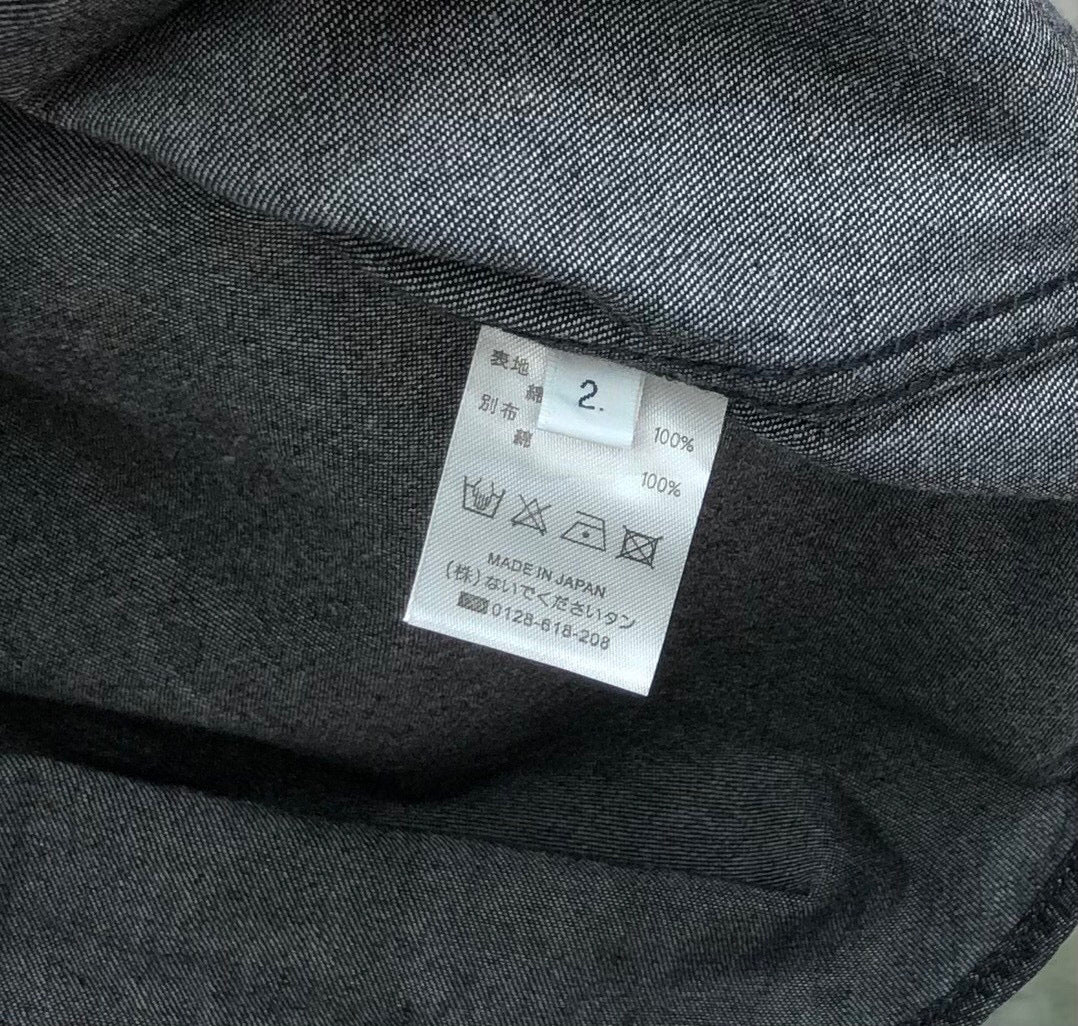 表地
綿 100%
別布
綿 100%
2.
MADE IN JAPAN
(株)ないでくださいタン
0128-618-208